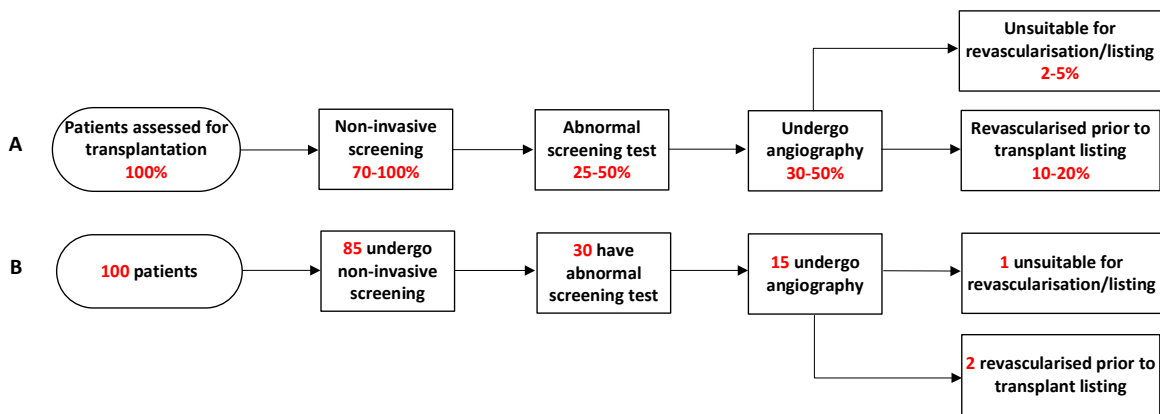 A
Patients assessed for
transplantation
100%
Non-invasive
screening
70-100%
Abnormal
screening test
25-50%
Undergo
angiography
30-50%
Unsuitable for
revascularisation/listing
2-5%
Revascularised prior to
transplant listing
10-20%
B
100 patients
85 undergo
non-invasive
screening
30 have
abnormal
screening test
15 undergo
angiography
1 unsuitable for
revascularisation/listing
2 revascularised prior to
transplant listing